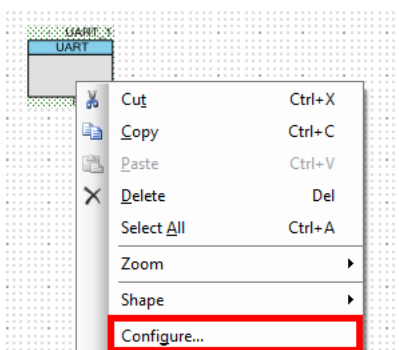 UART_1
UART
Cut Ctrl+X
Copy Ctrl+C
Paste Ctrl+V
Delete Del
Select All Ctrl+A
Zoom
Shape
Configure...